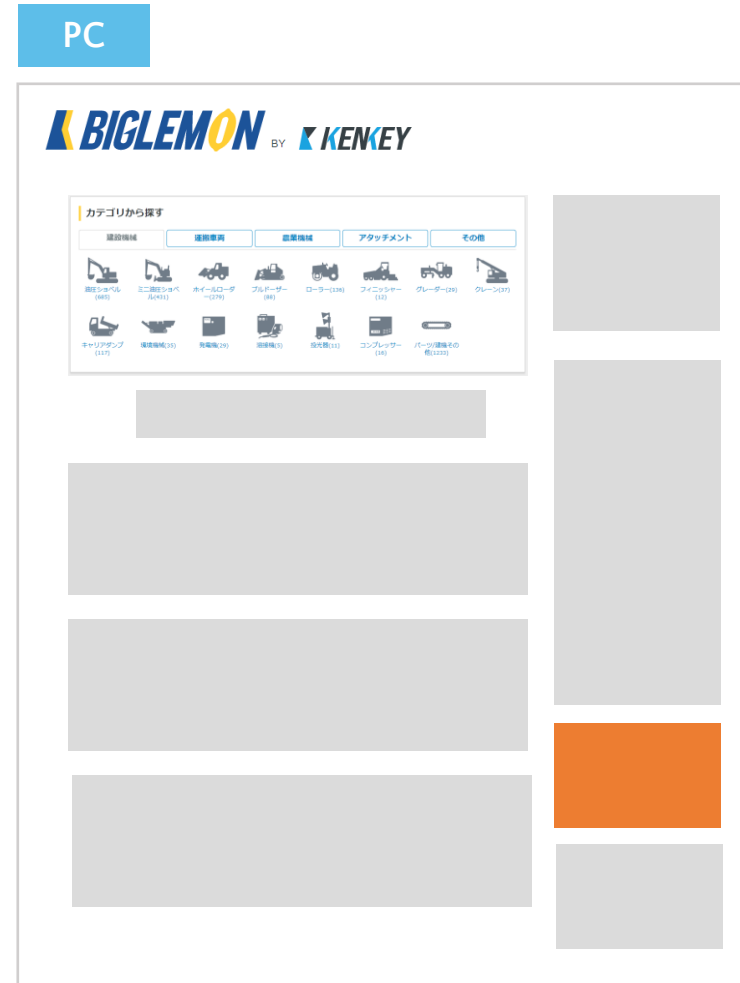 PC
BIGLEMON BY KENKEY
カテゴリから探す
建設機械 運搬車両 農業機械 アタッチメント その他
油圧ショベル ミニ油圧ショベ ホイールローダ ブルドーザー ローラー(136) フィニッシャー グレーダー(29) クレーン(37)
(685) ル(431) ー(279) (88) (12)
キャリアダンプ 環境機械(35) 発電機(29) 溶接機(5) 投光器(11) コンプレッサー パーツ/建機その
(117) (16) 他(1232)